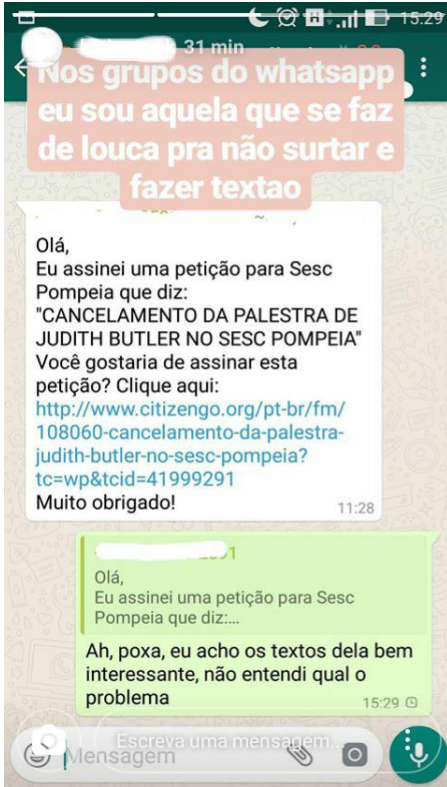 15:29
31 min
Nos grupos do whatsapp
eu sou aquela que se faz
de louca pra não surtar e
fazer textao
Olá,
Eu assinei uma petição para Sesc
Pompeia que diz:
"CANCELAMENTO DA PALESTRA DE
JUDITH BUTLER NO SESC POMPEIA"
Você gostaria de assinar esta
petição? Clique aqui:
http://www.citizengo.org/pt-br/fm/
108060-cancelamento-da-palestra-
judith-butler-no-sesc-pompeia?
tc=wp&tcid=41999291
Muito obrigado!
11:28
Olá,
Eu assinei uma petição para Sesc
Pompeia que diz:...
Ah, poxa, eu acho os textos dela bem
interessante, não entendi qual o
problema
15:29
Escreva uma mensagem...
Mensagem